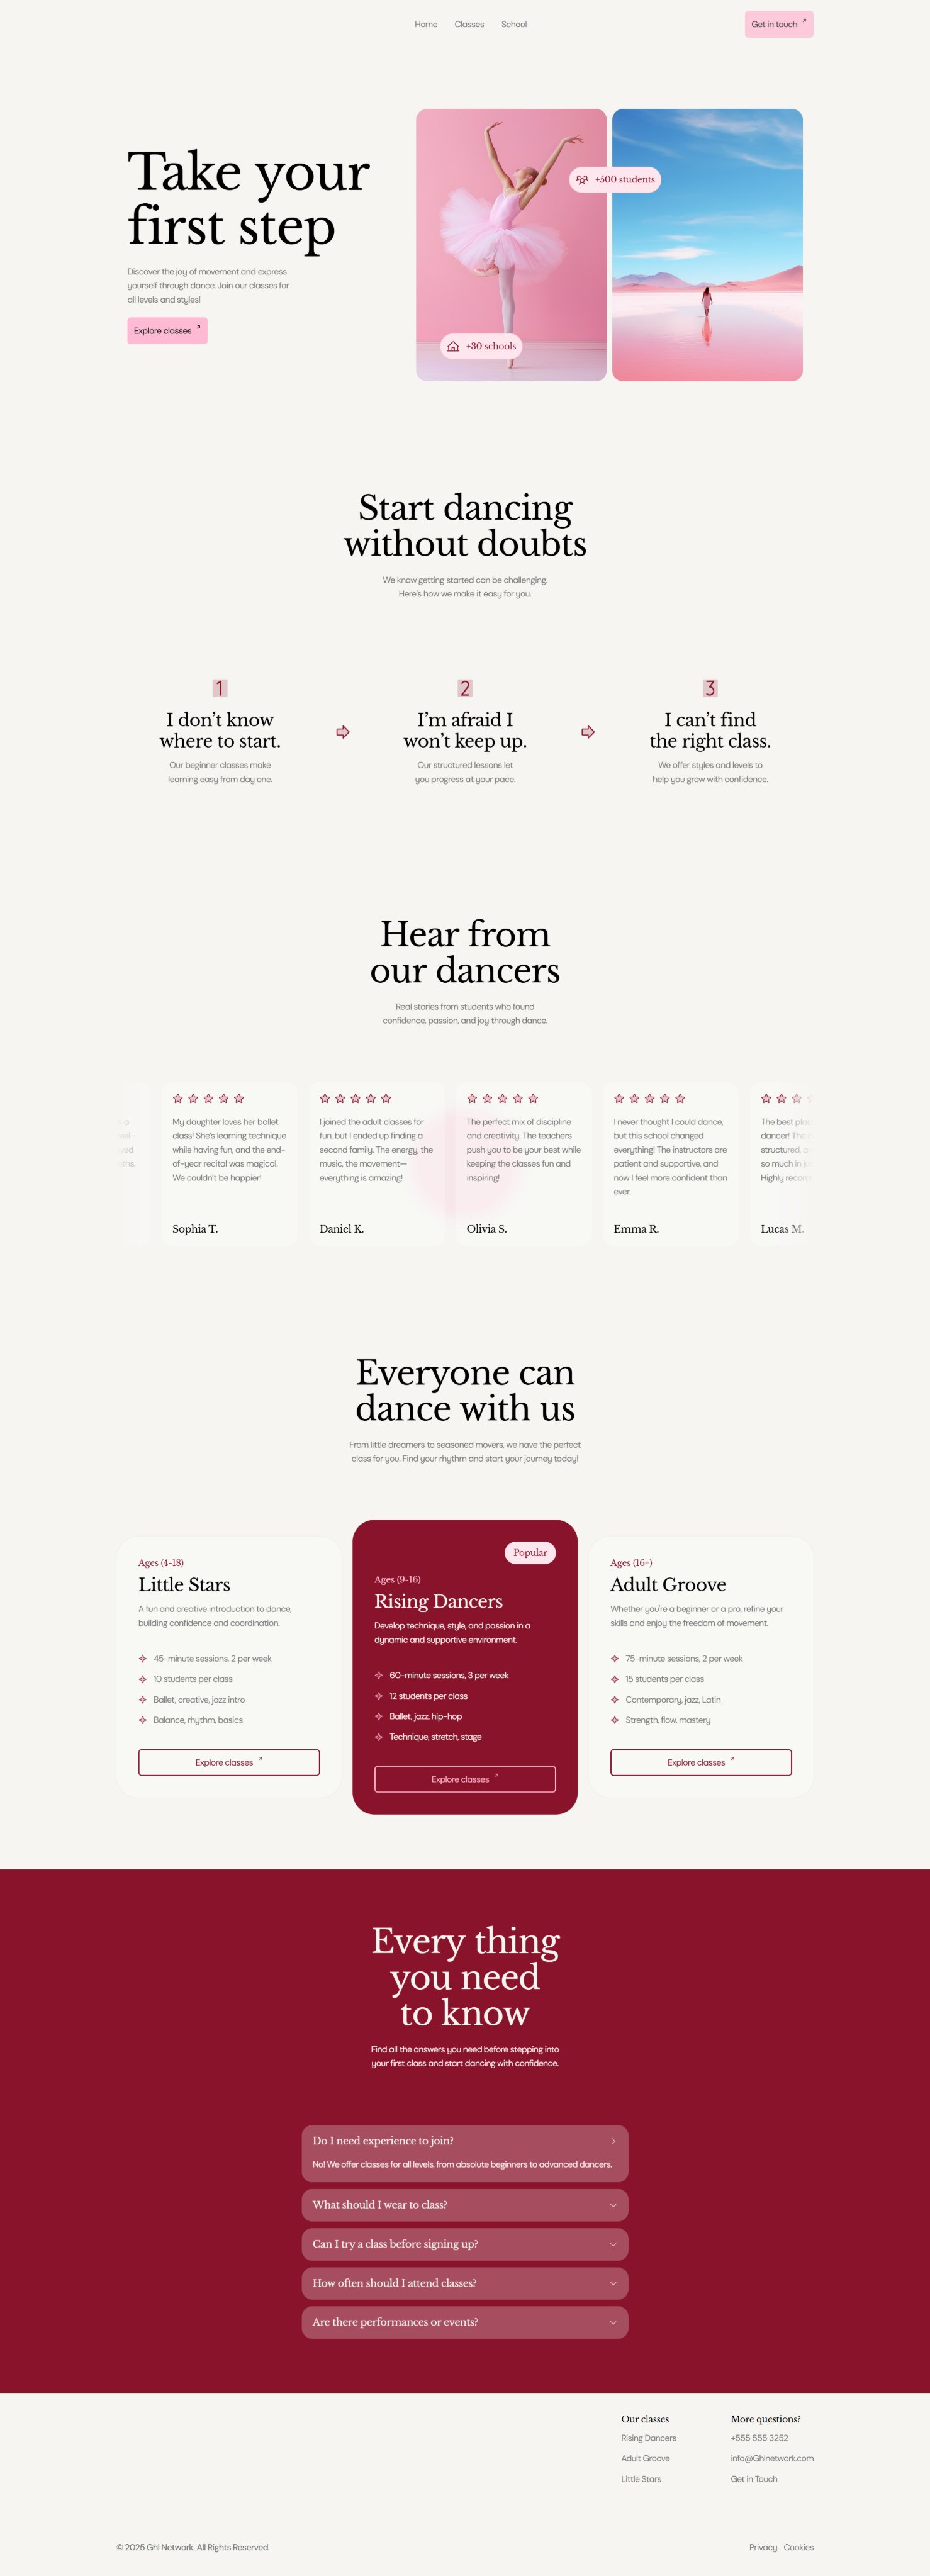 Home
Classes
School
Get in touch
Take your
first step
Discover the joy of movement and express
yourself through dance. Join our classes for
all levels and styles!
Explore classes
+500 students
+30 schools
Start dancing
without doubts
We know getting started can be challenging.
Here's how we make it easy for you.
1
I don't know
where to start.
Our beginner classes make
learning easy from day one.
2
I'm afraid I
won't keep up.
Our structured lessons let
you progress at your pace.
3
I can't find
the right class.
We offer styles and levels to
help you grow with confidence.
Hear from
our dancers
Real stories from students who found
confidence, passion, and joy through dance.
My daughter loves her ballet
class! She's learning technique
while having fun, and the end-
of-year recital was magical.
We couldn't be happier!
Sophia T.
I joined the adult classes for
fun, but I ended up finding a
second family. The energy, the
music, the movement—
everything is amazing!
Daniel K.
The perfect mix of discipline
and creativity. The teachers
push you to be your best while
keeping the classes fun and
inspiring!
Olivia S.
I never thought I could dance,
but this school changed
everything! The instructors are
patient and supportive, and
now I feel more confident than
ever.
Emma R.
The best
dancer! The
structured,
so much in
Highly
Lucas M.
Everyone can
dance with us
From little dreamers to seasoned movers, we have the perfect
class for you. Find your rhythm and start your journey today!
Ages (4-18)
Little Stars
A fun and creative introduction to dance,
building confidence and coordination.
45-minute sessions, 2 per week
10 students per class
Ballet, creative, jazz intro
Balance, rhythm, basics
Explore classes
Popular
Ages (9-16)
Rising Dancers
Develop technique, style, and passion in a
dynamic and supportive environment.
60-minute sessions, 3 per week
12 students per class
Ballet, jazz, hip-hop
Technique, stretch, stage
Explore classes
Ages (16+)
Adult Groove
Whether you're a beginner or a pro, refine your
skills and enjoy the freedom of movement.
75-minute sessions, 2 per week
15 students per class
Contemporary, jazz, Latin
Strength, flow, mastery
Explore classes
Every thing
you need
to know
Find all the answers you need before stepping into
your first class and start dancing with confidence.
Do I need experience to join?
No! We offer classes for all levels, from absolute beginners to advanced dancers.
What should I wear to class?
Can I try a class before signing up?
How often should I attend classes?
Are there performances or events?
Our classes
Rising Dancers
Adult Groove
Little Stars
More questions?
+555 555 3252
info@Ghlnetwork.com
Get in Touch
© 2025 Ghl Network. All Rights Reserved.
Privacy
Cookies